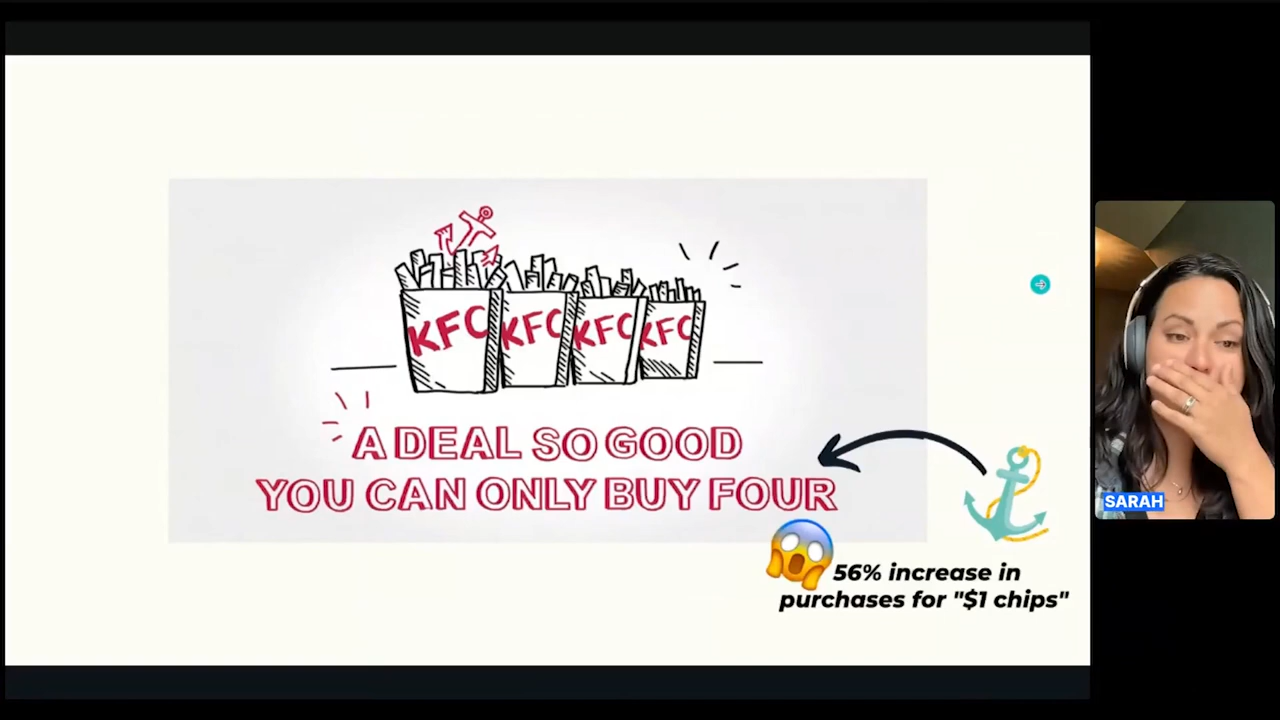 KFC KFC KFC KFC
A DEAL SO GOOD
YOU CAN ONLY BUY FOUR
56% increase in
purchases for "$1 chips"
SARAH